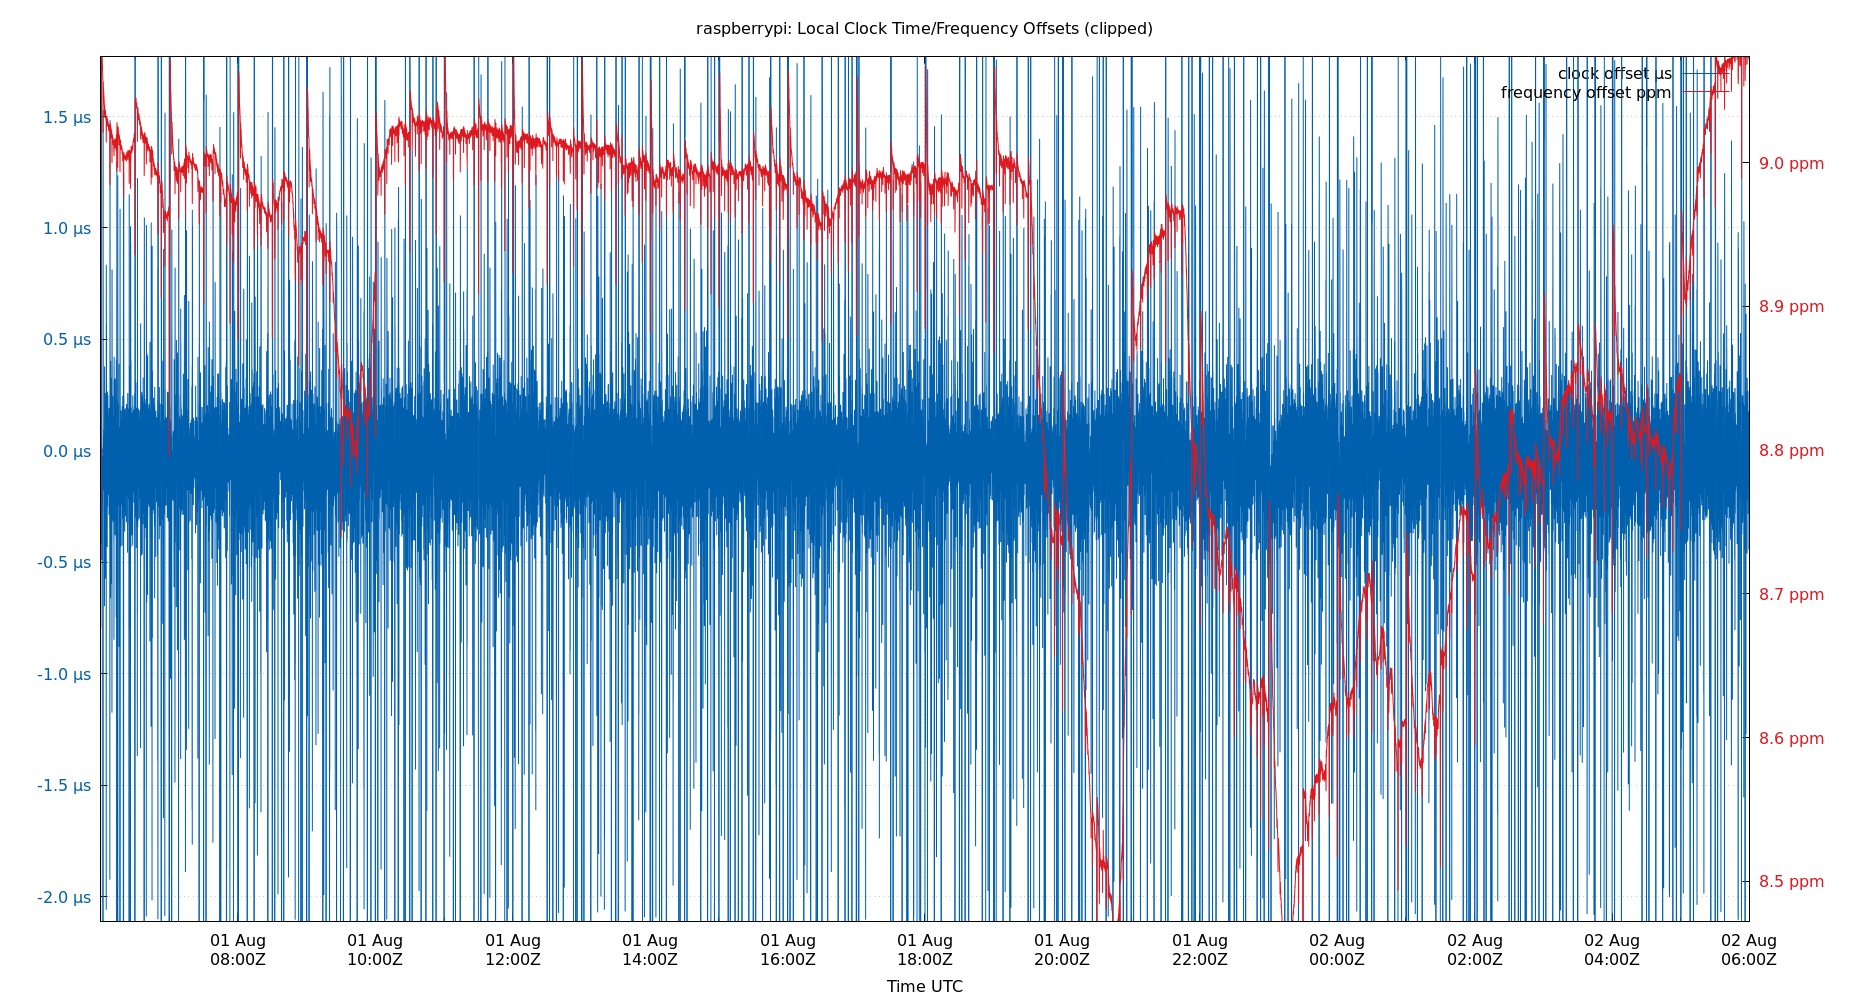 raspberrypi: Local Clock Time/Frequency Offsets (clipped)
clock offset µs
frequency offset ppm
1.5 µs
1.0 µs
0.5 µs
0.0 µs
-0.5 µs
-1.0 µs
-1.5 µs
-2.0 µs
9.0 ppm
8.9 ppm
8.8 ppm
8.7 ppm
8.6 ppm
8.5 ppm
01 Aug
08:00Z
01 Aug
10:00Z
01 Aug
12:00Z
01 Aug
14:00Z
01 Aug
16:00Z
01 Aug
18:00Z
01 Aug
20:00Z
01 Aug
22:00Z
02 Aug
00:00Z
02 Aug
02:00Z
02 Aug
04:00Z
02 Aug
06:00Z
Time UTC